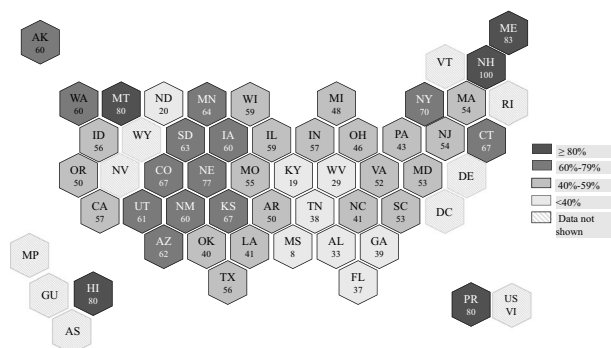 ME
83
AK
60
VT
NH
100
WA
60
MT
80
ND
20
MN
64
WI
59
MI
48
NY
70
MA
54
RI
ID
56
WY
SD
63
IA
60
IL
59
IN
57
OH
46
PA
43
NJ
54
CT
67
OR
50
NV
CO
67
NE
77
MO
55
KY
19
WV
29
VA
52
MD
53
DE
CA
57
UT
61
NM
60
KS
67
AR
50
TN
38
NC
41
SC
53
DC
AZ
62
OK
40
LA
41
MS
8
AL
33
GA
39
TX
56
FL
37
MP
GU
HI
80
AS
PR
80
US
VI
≥ 80%
60%-79%
40%-59%
<40%
Data not
shown